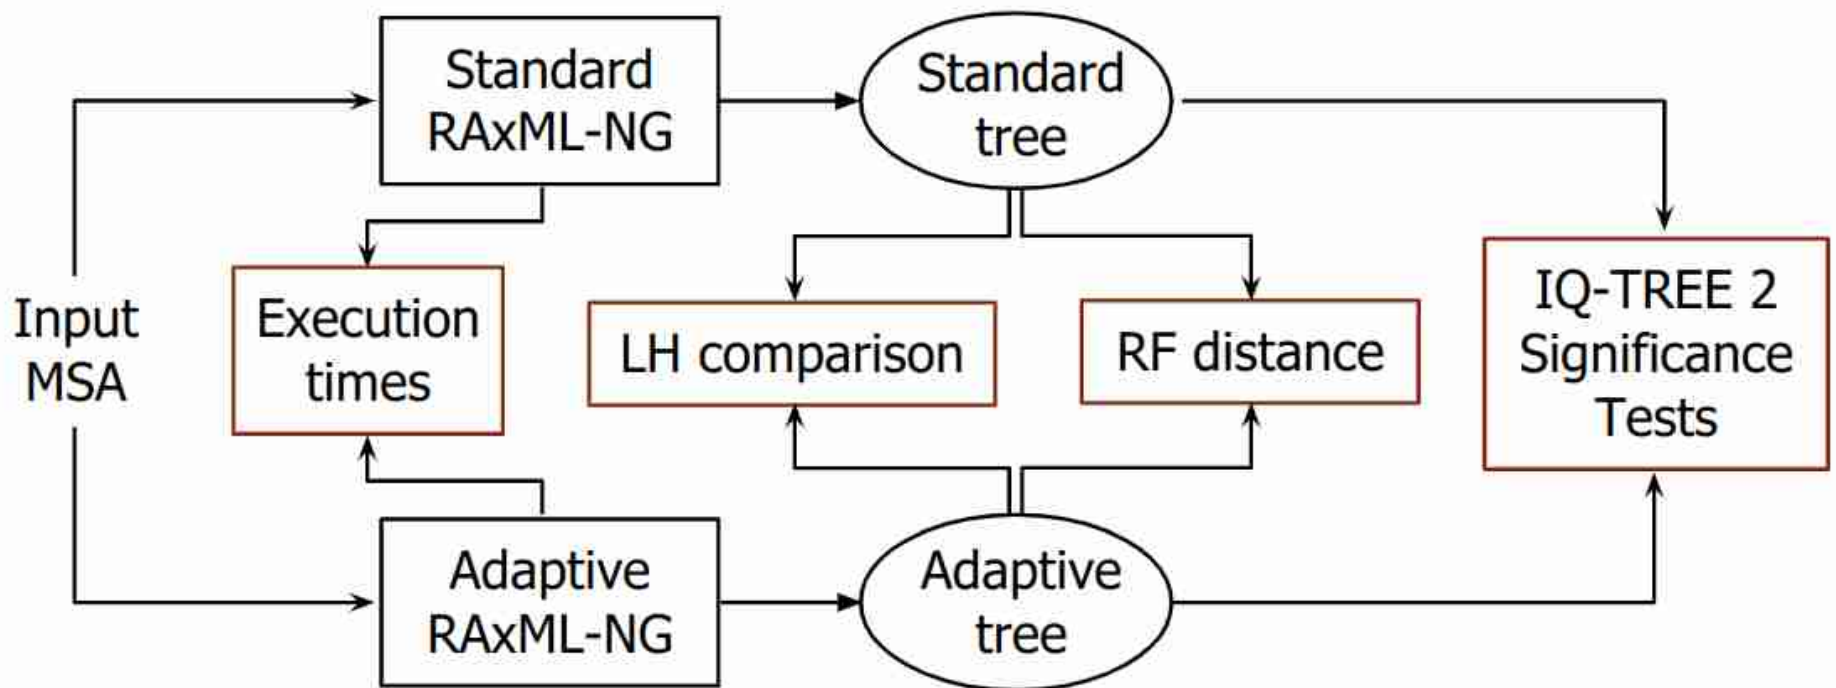 Standard
RAxML-NG
Standard
tree
Input
MSA
Execution
times
LH comparison
RF distance
IQ-TREE 2
Significance
Tests
Adaptive
RAxML-NG
Adaptive
tree